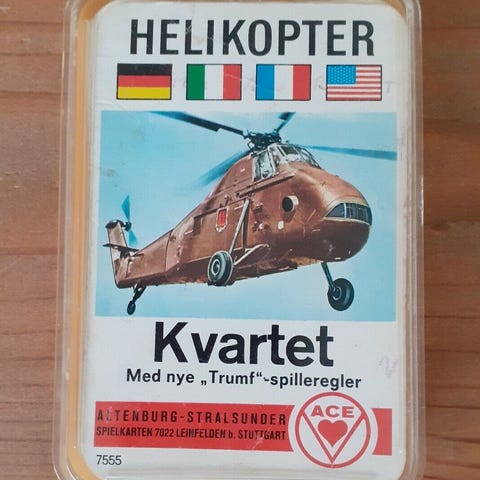 HELIKOPTER
Kvartet
Med nye „Trumf“-spilleregler
ALTENBURG-STRALSUNDER
SPIELKARTEN 7022 LEINFELDEN b. STUTTGART
ACE
7555